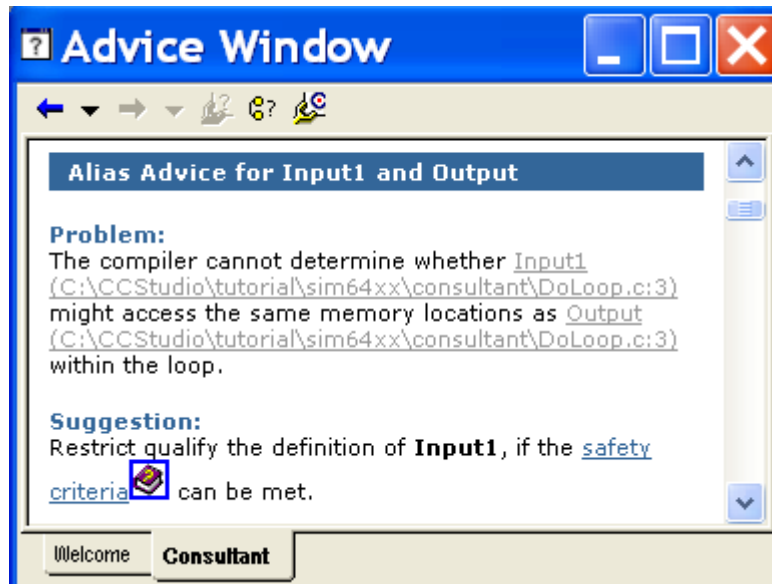 Advice Window
Alias Advice for Input1 and Output
Problem:
The compiler cannot determine whether Input1
(C:\CCStudio\tutorial\sim64xx\consultant\DoLoop.c:3)
might access the same memory locations as Output
(C:\CCStudio\tutorial\sim64xx\consultant\DoLoop.c:3)
within the loop.
Suggestion:
Restrict qualify the definition of Input1, if the safety
criteria can be met.
Welcome Consultant